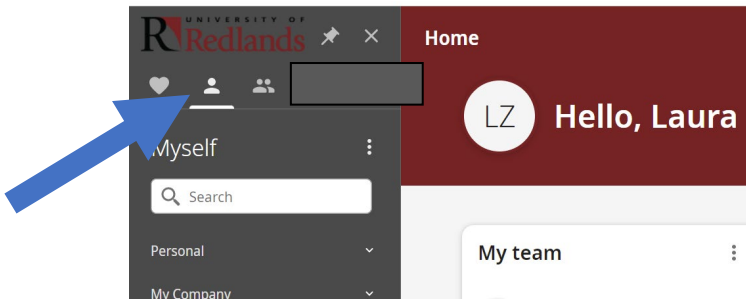 UNIVERSITY OF
R Redlands
Home
LZ
Hello, Laura
Myself
Search
Personal
My team
My Company